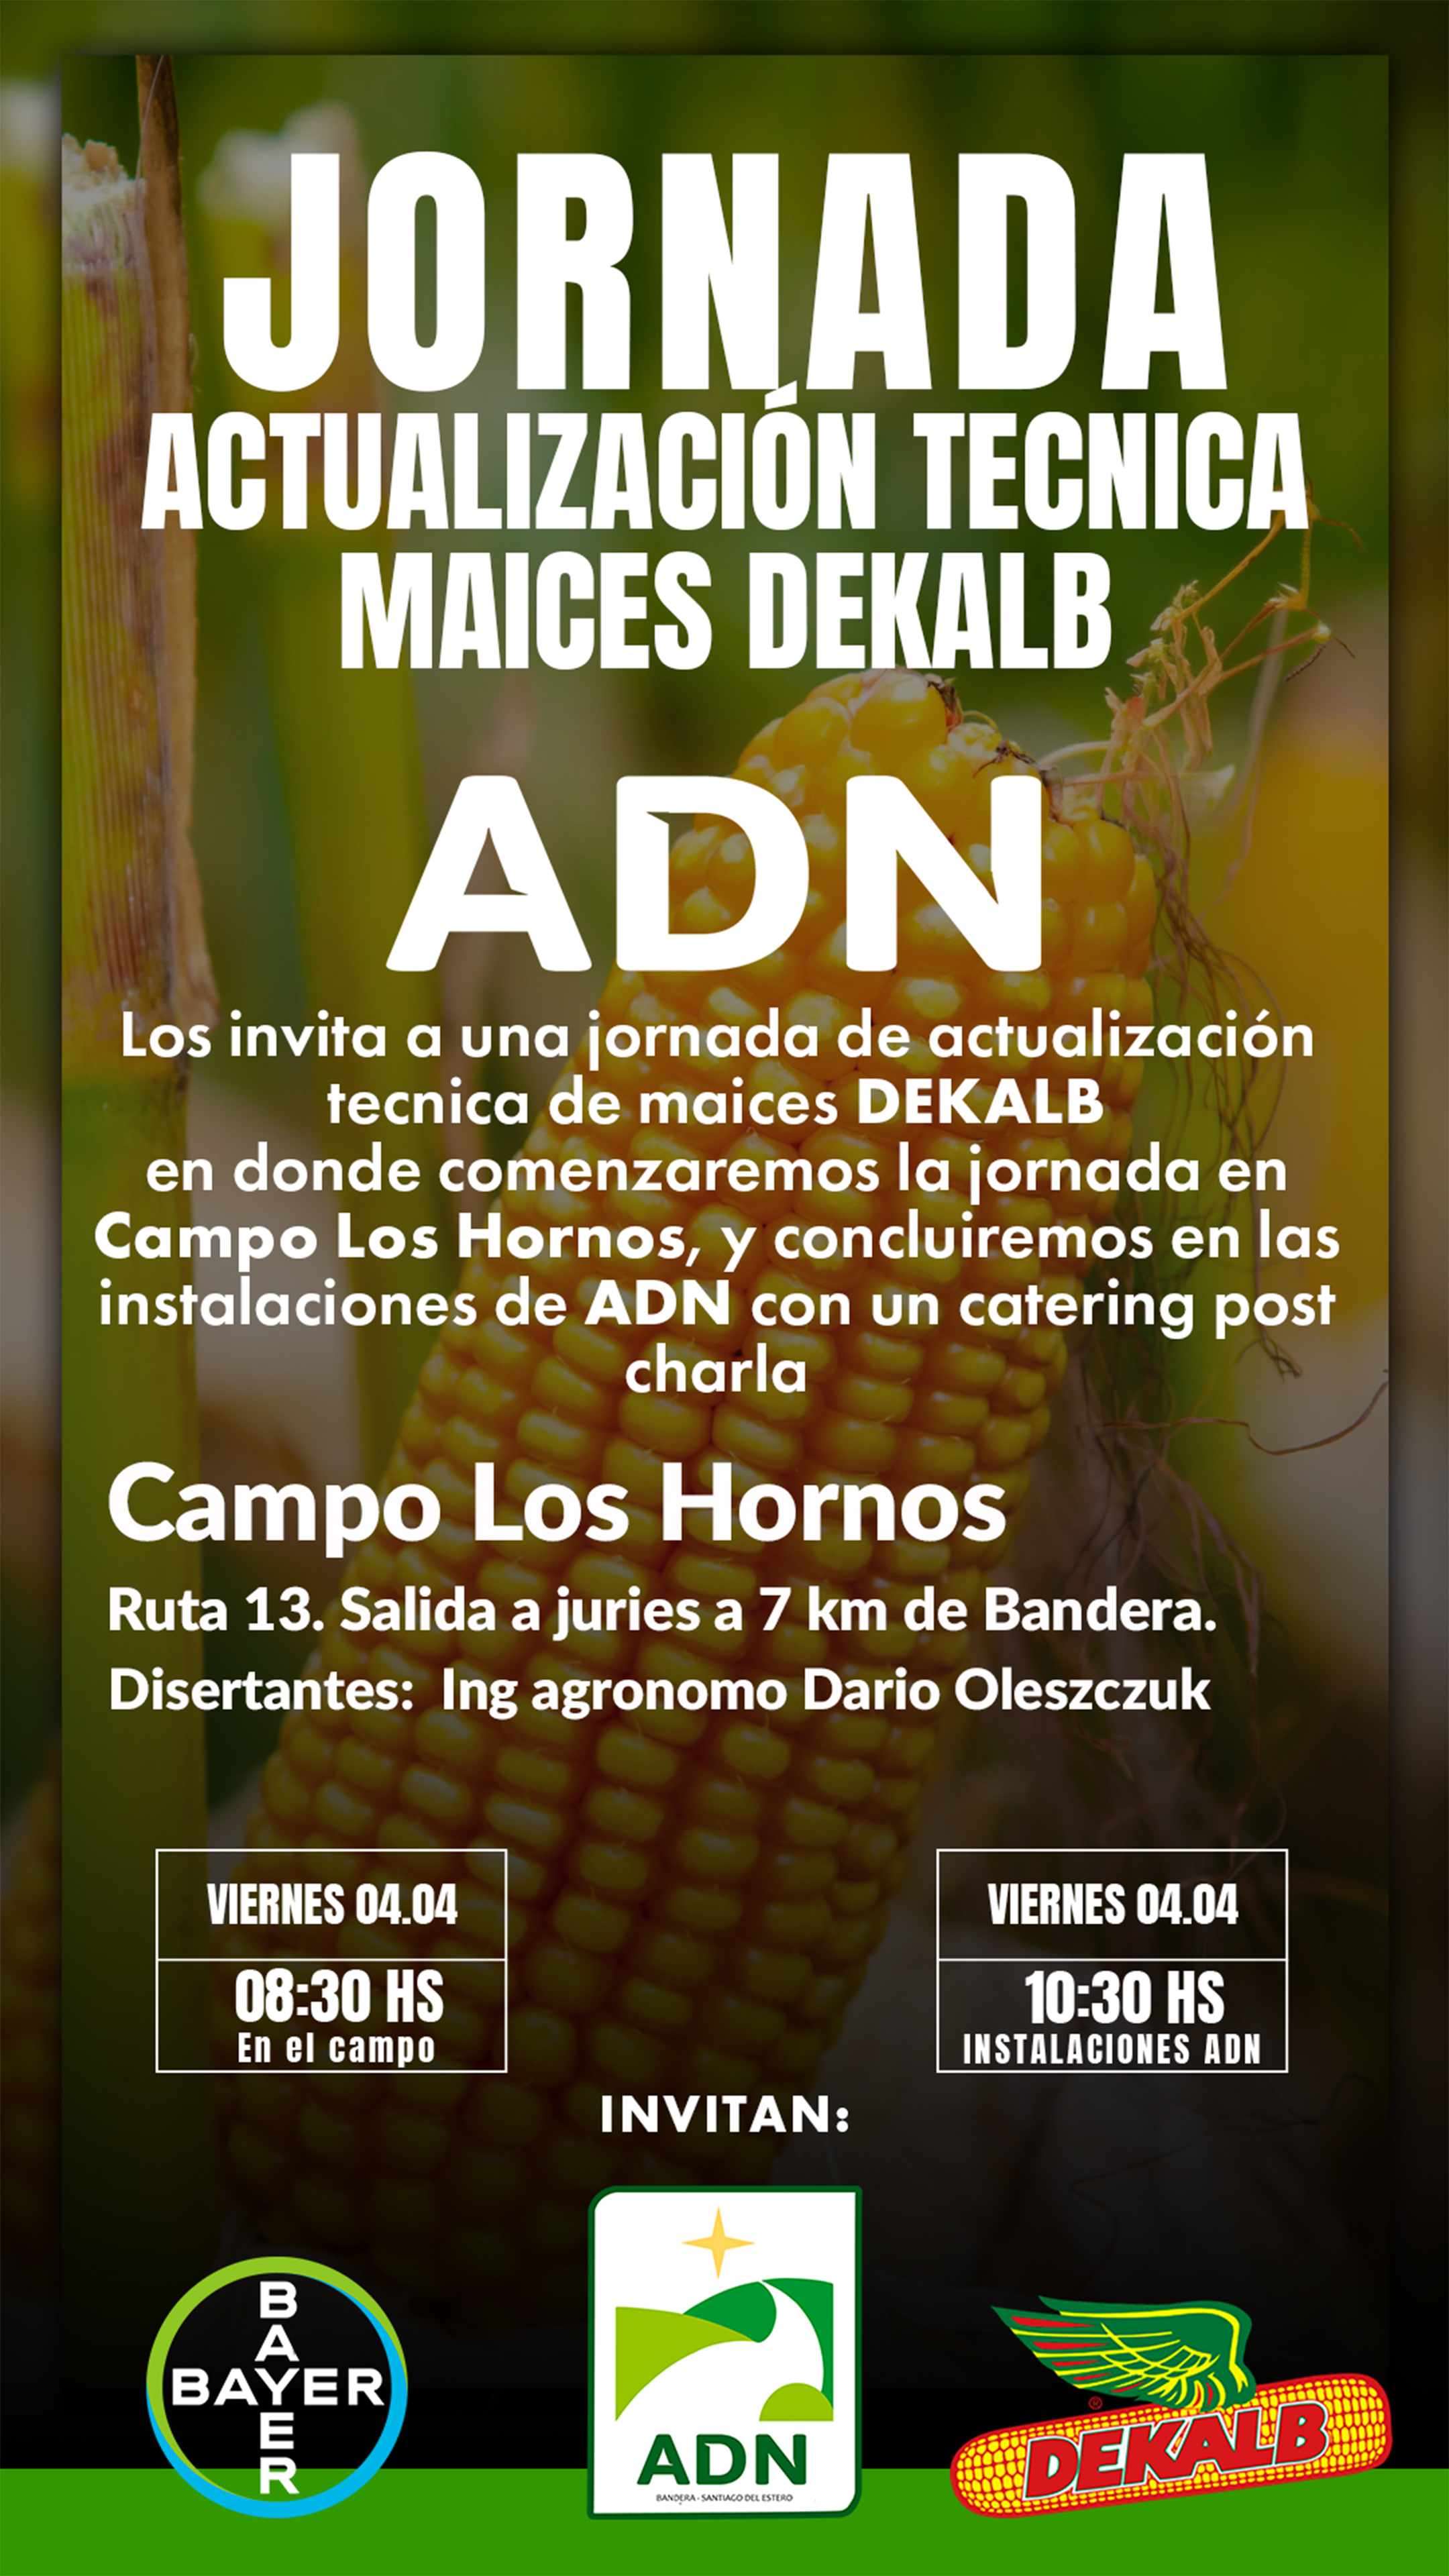 JORNADA
ACTUALIZACIÓN TECNICA
MAICES DEKALB
ADN
Los invita a una jornada de actualización
tecnica de maices DEKALB
en donde comenzaremos la jornada en
Campo Los Hornos, y concluiremos en las
instalaciones de ADN con un catering post
charla
Campo Los Hornos
Ruta 13. Salida a juries a 7 km de Bandera.
Disertantes: Ing agronomo Dario Oleszczuk
VIERNES 04.04
08:30 HS
En el campo
VIERNES 04.04
10:30 HS
INSTALACIONES ADN
INVITAN:
BAYER
BAYER
ADN
BANDERA - SANTIAGO DEL ESTERO
®
DEKALB